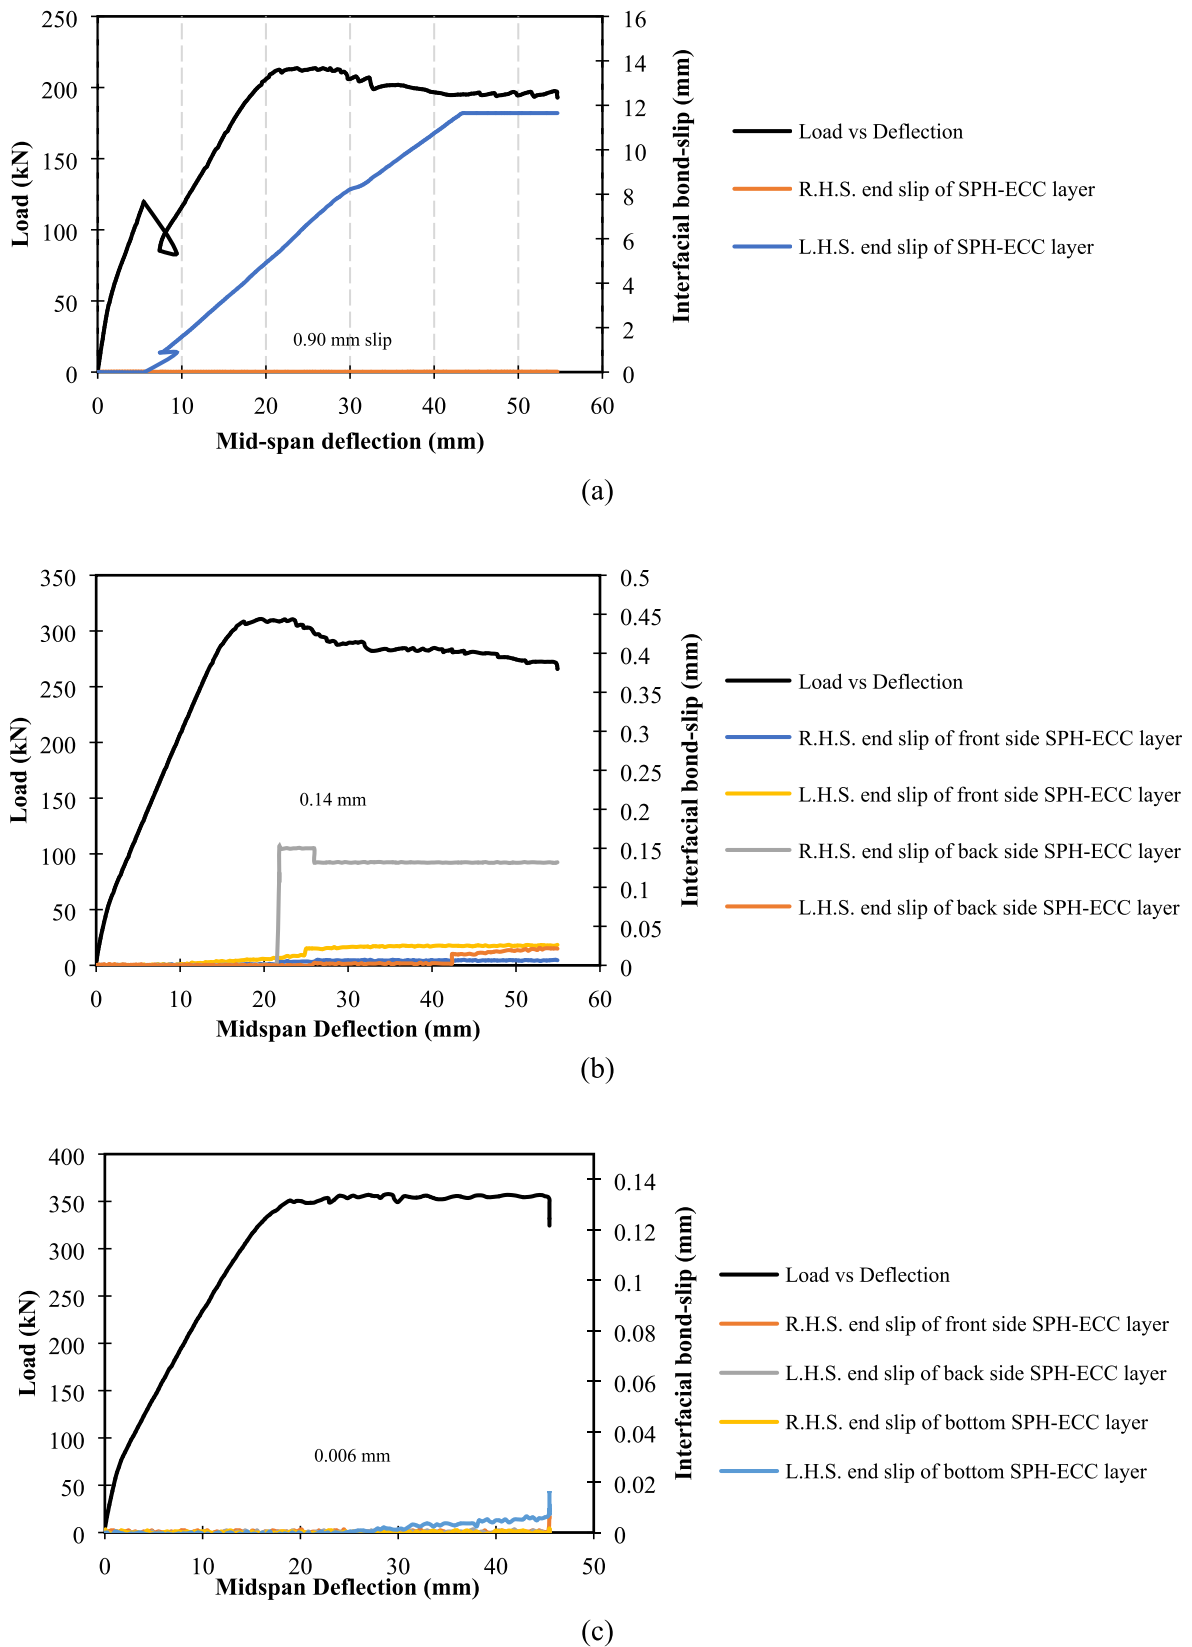 250
200
150
100
50
0
Load (kN)
16
14
12
10
8
6
4
2
0
Interfacial bond-slip (mm)
0.90 mm slip
0 10 20 30 40 50 60
Mid-span deflection (mm)
Load vs Deflection
R.H.S. end slip of SPH-ECC layer
L.H.S. end slip of SPH-ECC layer
(a)
350
300
250
200
150
100
50
0
Load (kN)
0.5
0.45
0.4
0.35
0.3
0.25
0.2
0.15
0.1
0.05
0
Interfacial bond-slip (mm)
0.14 mm
0 10 20 30 40 50 60
Midspan Deflection (mm)
Load vs Deflection
R.H.S. end slip of front side SPH-ECC layer
L.H.S. end slip of front side SPH-ECC layer
R.H.S. end slip of back side SPH-ECC layer
L.H.S. end slip of back side SPH-ECC layer
(b)
400
350
300
250
200
150
100
50
0
Load (kN)
0.14
0.12
0.1
0.08
0.06
0.04
0.02
0
Interfacial bond-slip (mm)
0.006 mm
0 10 20 30 40 50
Midspan Deflection (mm)
Load vs Deflection
R.H.S. end slip of front side SPH-ECC layer
L.H.S. end slip of back side SPH-ECC layer
R.H.S. end slip of bottom SPH-ECC layer
L.H.S. end slip of bottom SPH-ECC layer
(c)